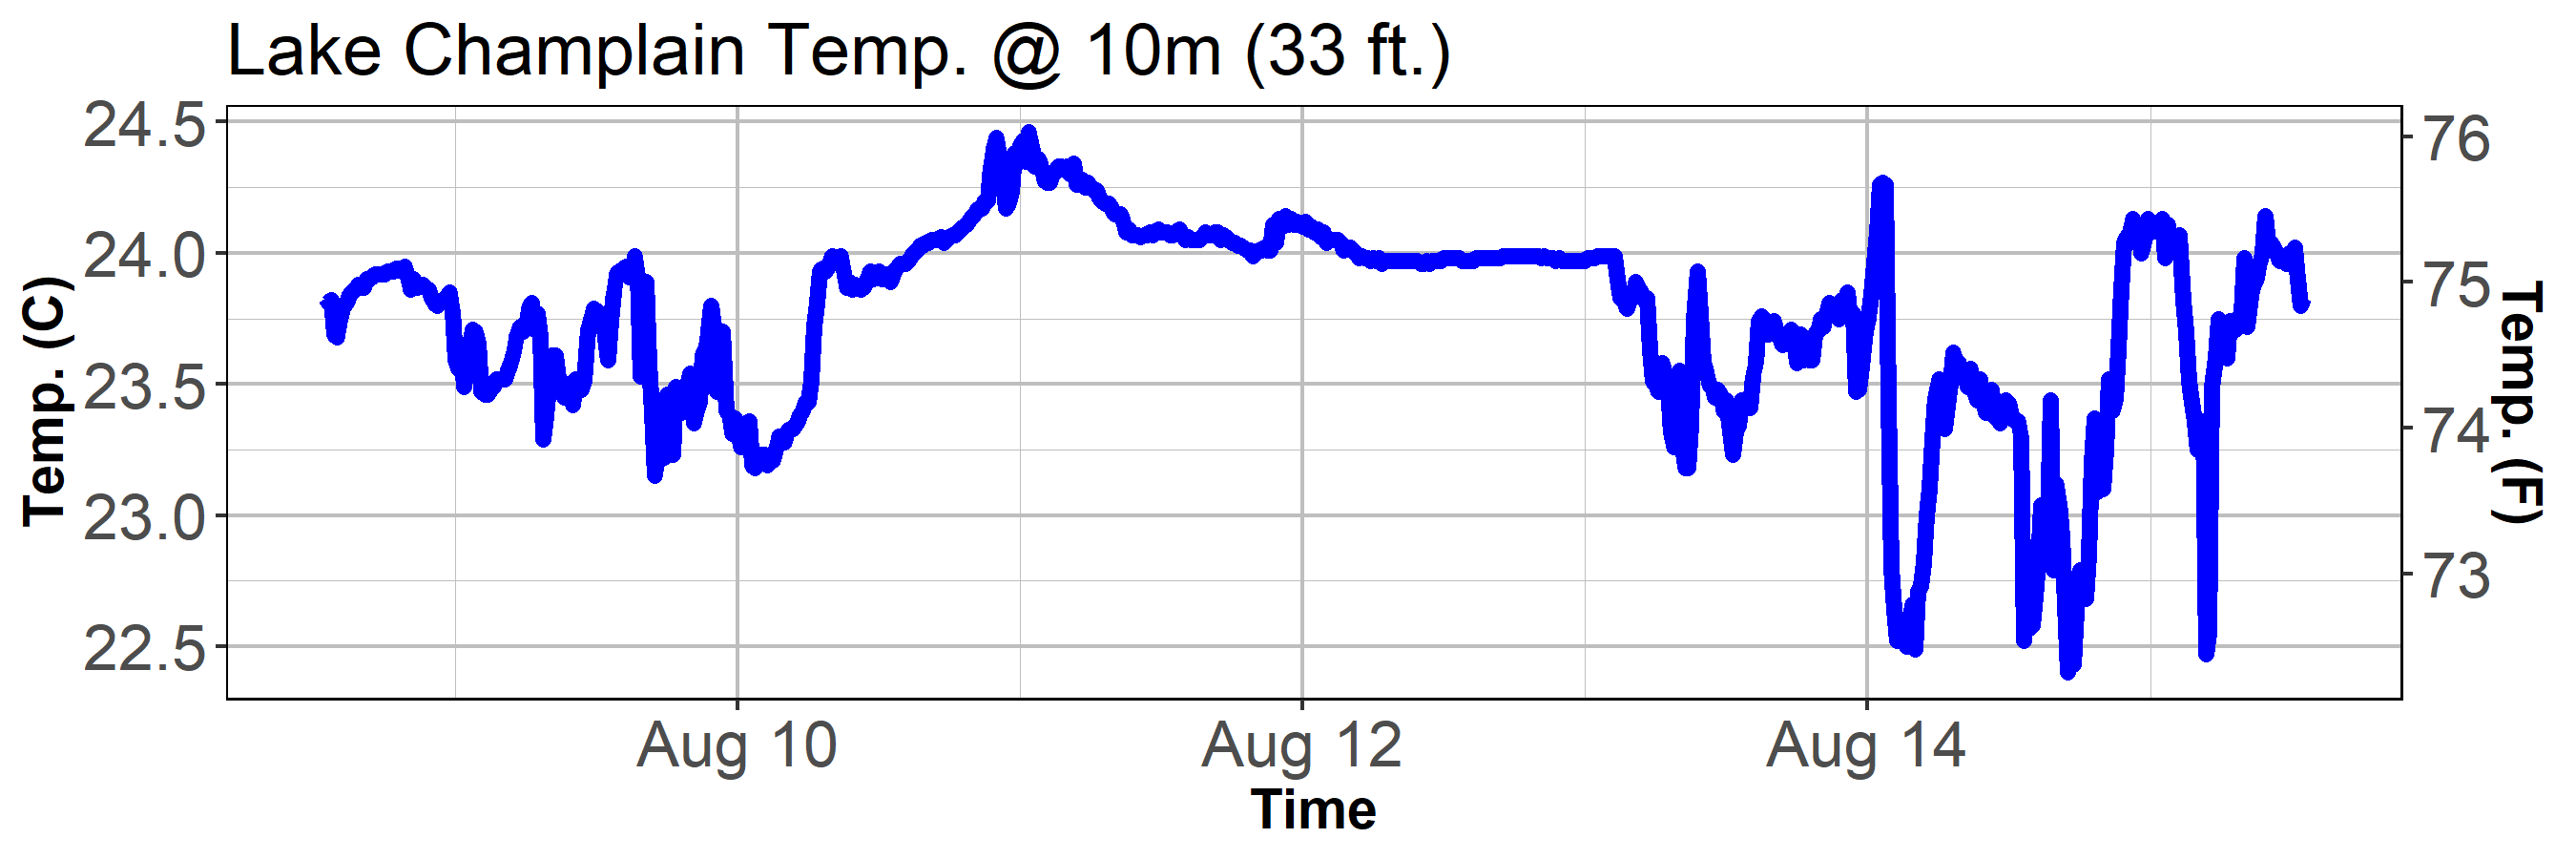 Lake Champlain Temp. @ 10m (33 ft.)
24.5
24.0
23.5
23.0
22.5
Temp. (C)
76
75
74
73
Temp. (F)
Aug 10 Aug 12 Aug 14
Time